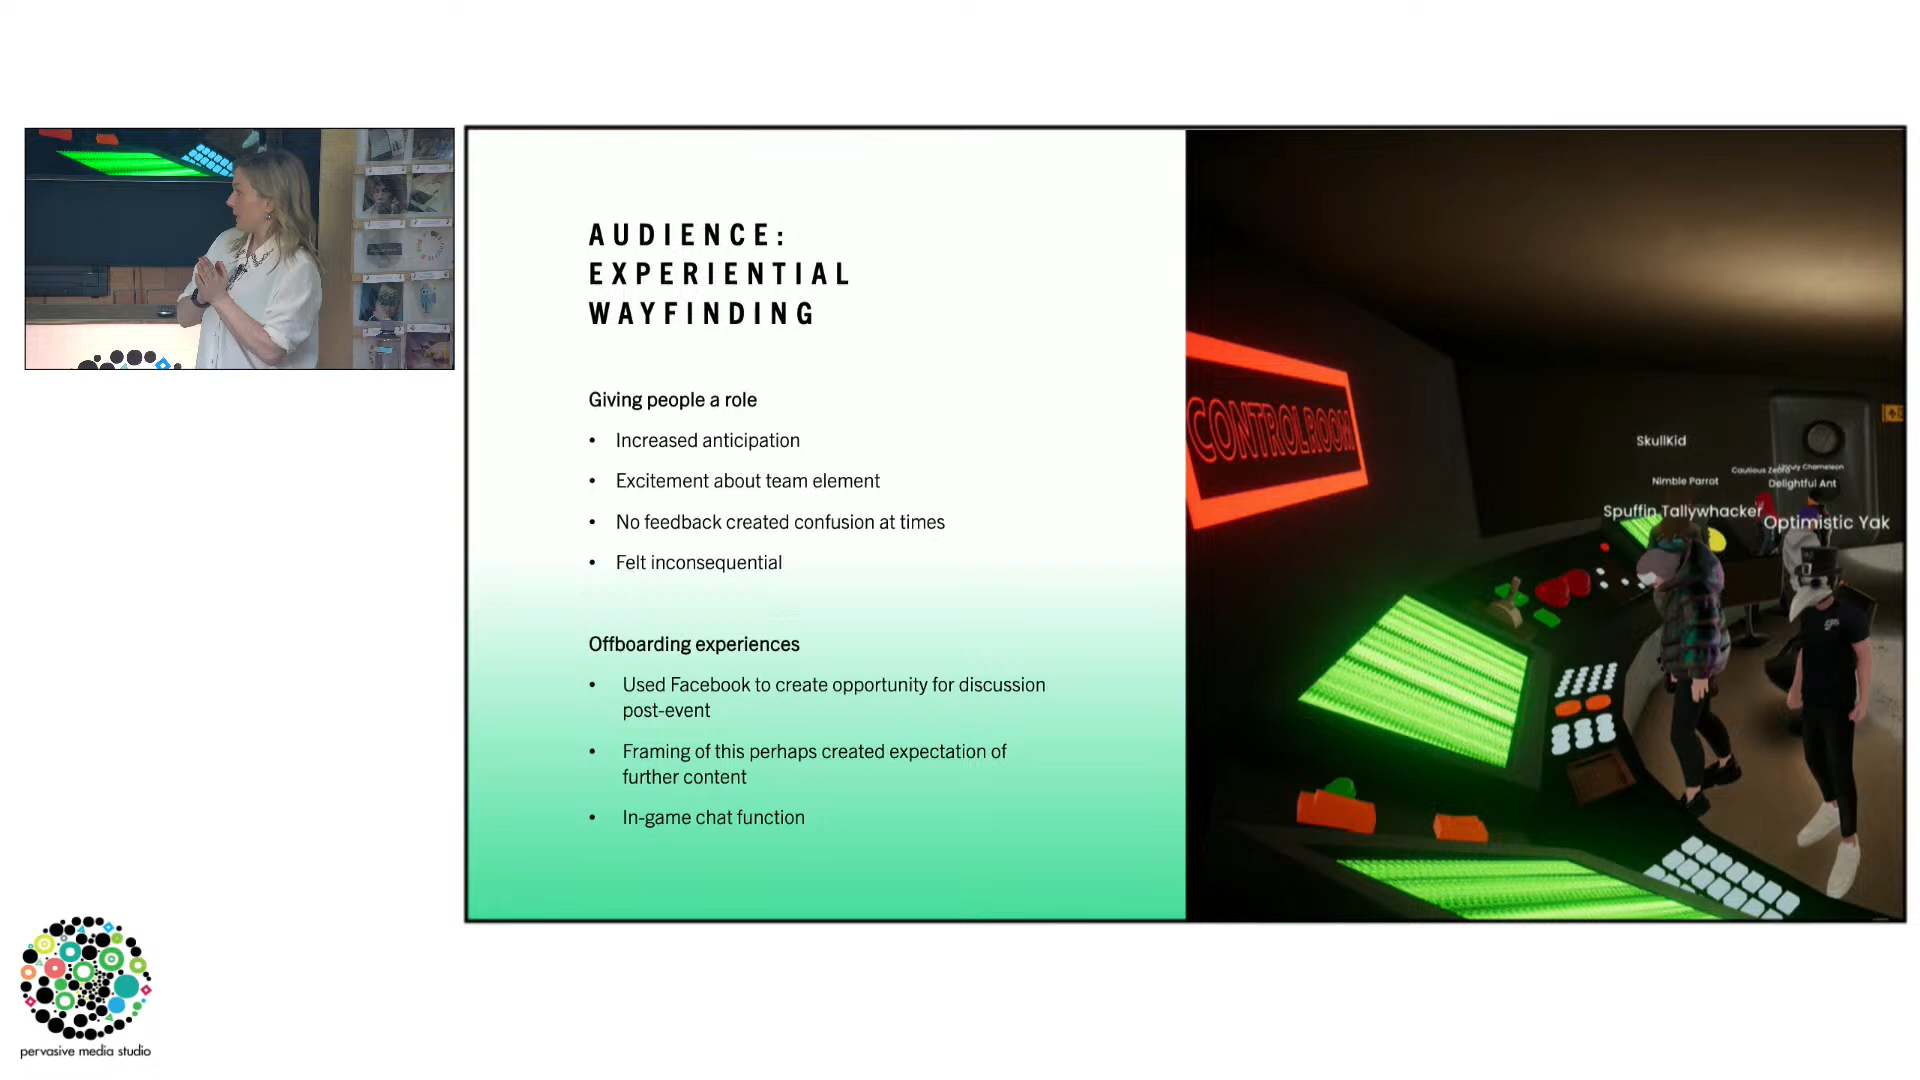 AUDIENCE:
EXPERIENTIAL
WAYFINDING
Giving people a role
• Increased anticipation
• Excitement about team element
• No feedback created confusion at times
• Felt inconsequential
Offboarding experiences
• Used Facebook to create opportunity for discussion
post-event
• Framing of this perhaps created expectation of
further content
• In-game chat function
CONTROL ROOM
SkullKid
Cautious Zebra
Nimble Parrot
Delightful Ant
Spuffin Tallywhacker
Optimistic Yak
pervasive media studio